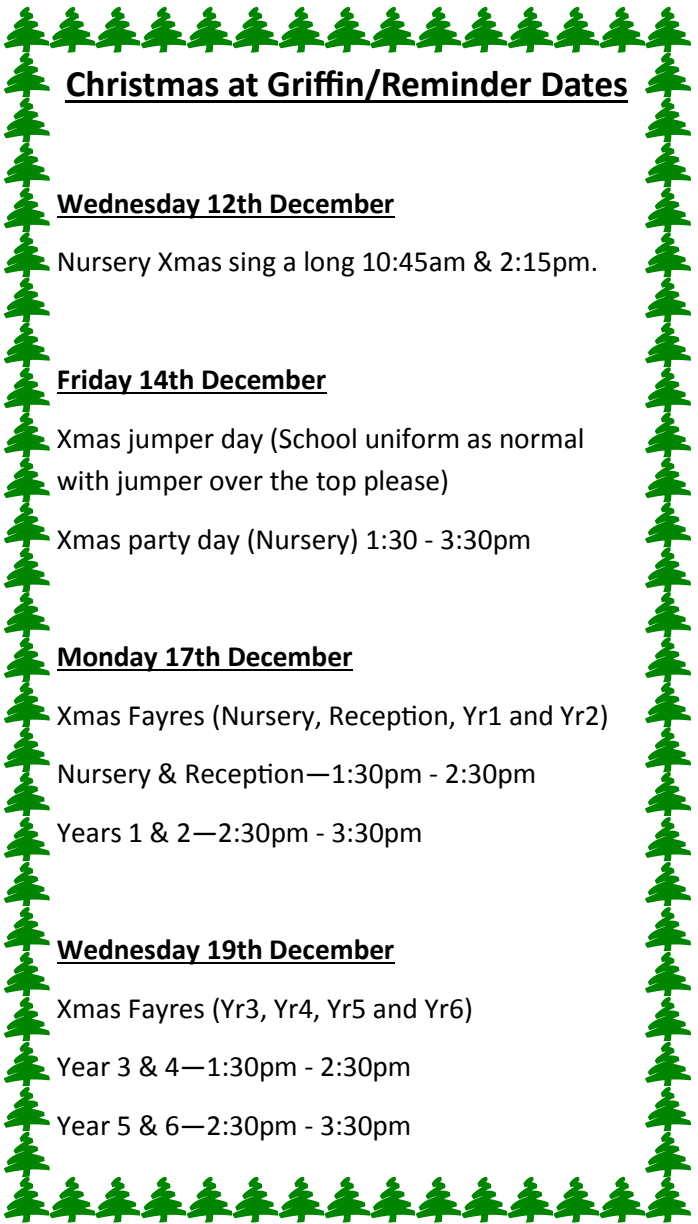 Christmas at Griffin/Reminder Dates
Wednesday 12th December
Nursery Xmas sing a long 10:45am & 2:15pm.
Friday 14th December
Xmas jumper day (School uniform as normal
with jumper over the top please)
Xmas party day (Nursery) 1:30 - 3:30pm
Monday 17th December
Xmas Fayres (Nursery, Reception, Yr1 and Yr2)
Nursery & Reception—1:30pm - 2:30pm
Years 1 & 2—2:30pm - 3:30pm
Wednesday 19th December
Xmas Fayres (Yr3, Yr4, Yr5 and Yr6)
Year 3 & 4—1:30pm - 2:30pm
Year 5 & 6—2:30pm - 3:30pm